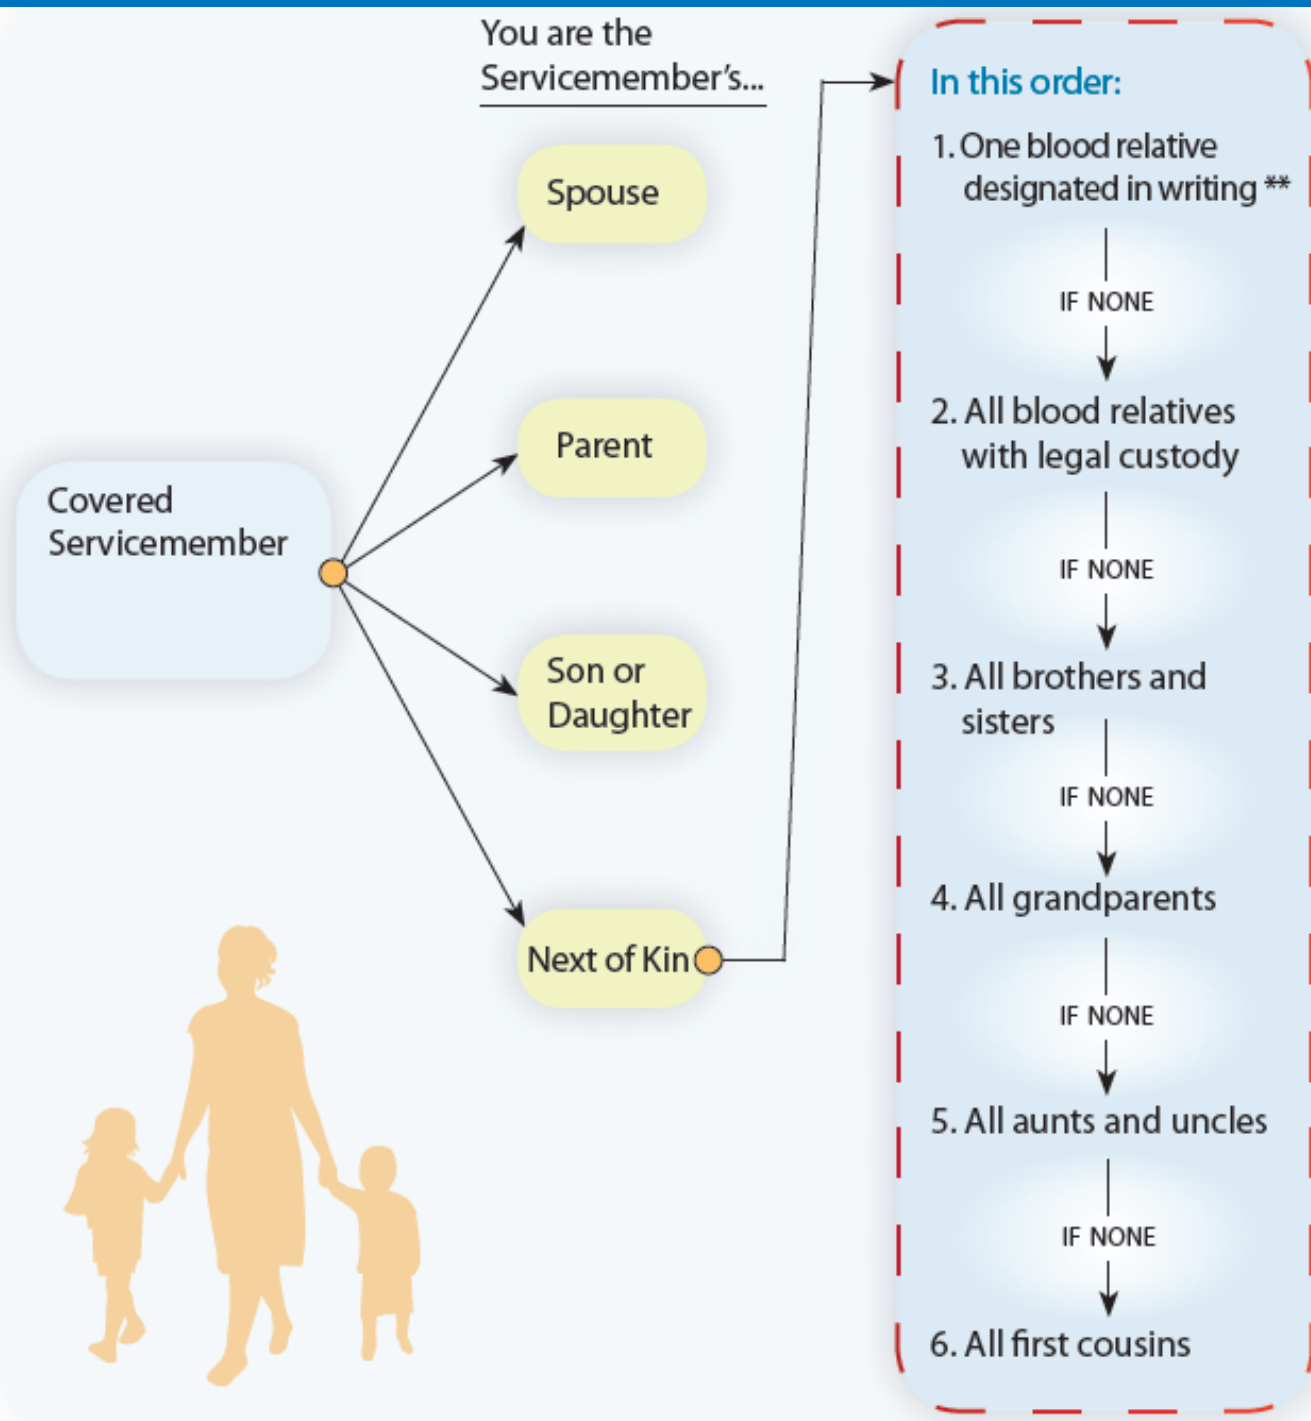 You are the
Servicemember's...
Covered
Servicemember
Spouse
Parent
Son or
Daughter
Next of Kin
In this order:
1. One blood relative
designated in writing **
IF NONE
2. All blood relatives
with legal custody
IF NONE
3. All brothers and
sisters
IF NONE
4. All grandparents
IF NONE
5. All aunts and uncles
IF NONE
6. All first cousins